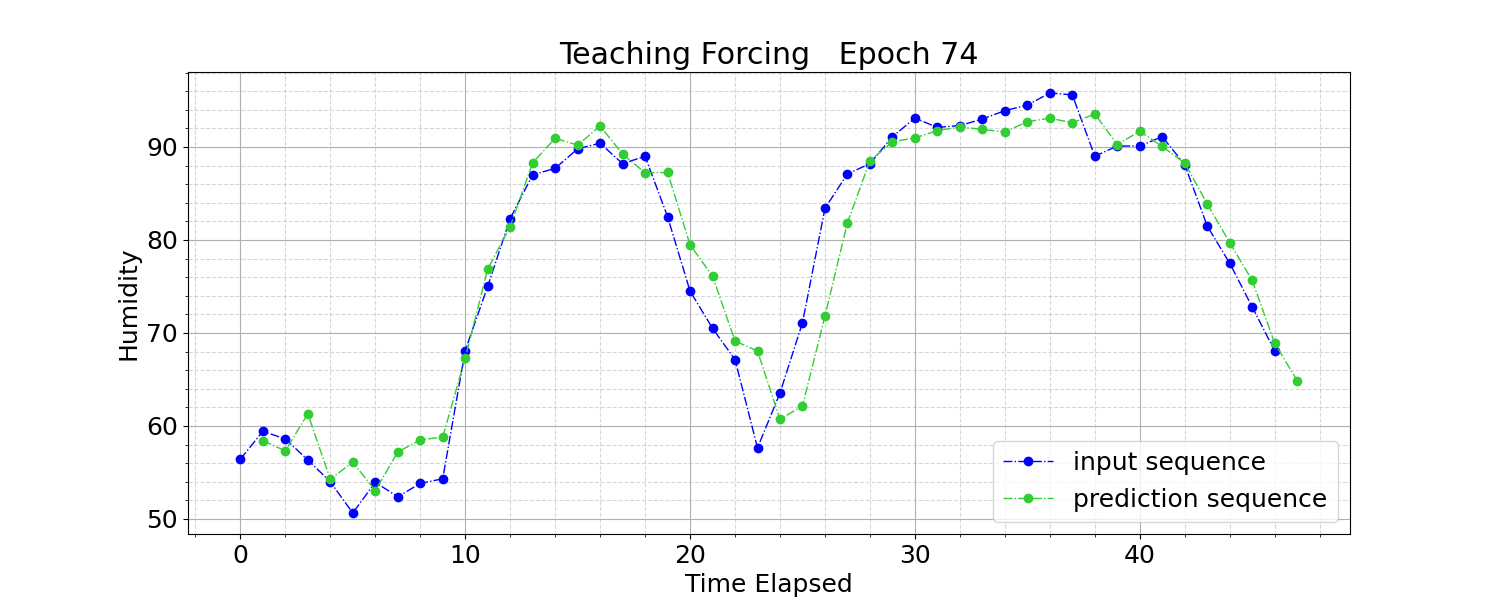 Teaching Forcing   Epoch 74
Humidity
90
80
70
60
50
0 10 20 30 40
Time Elapsed
input sequence
prediction sequence